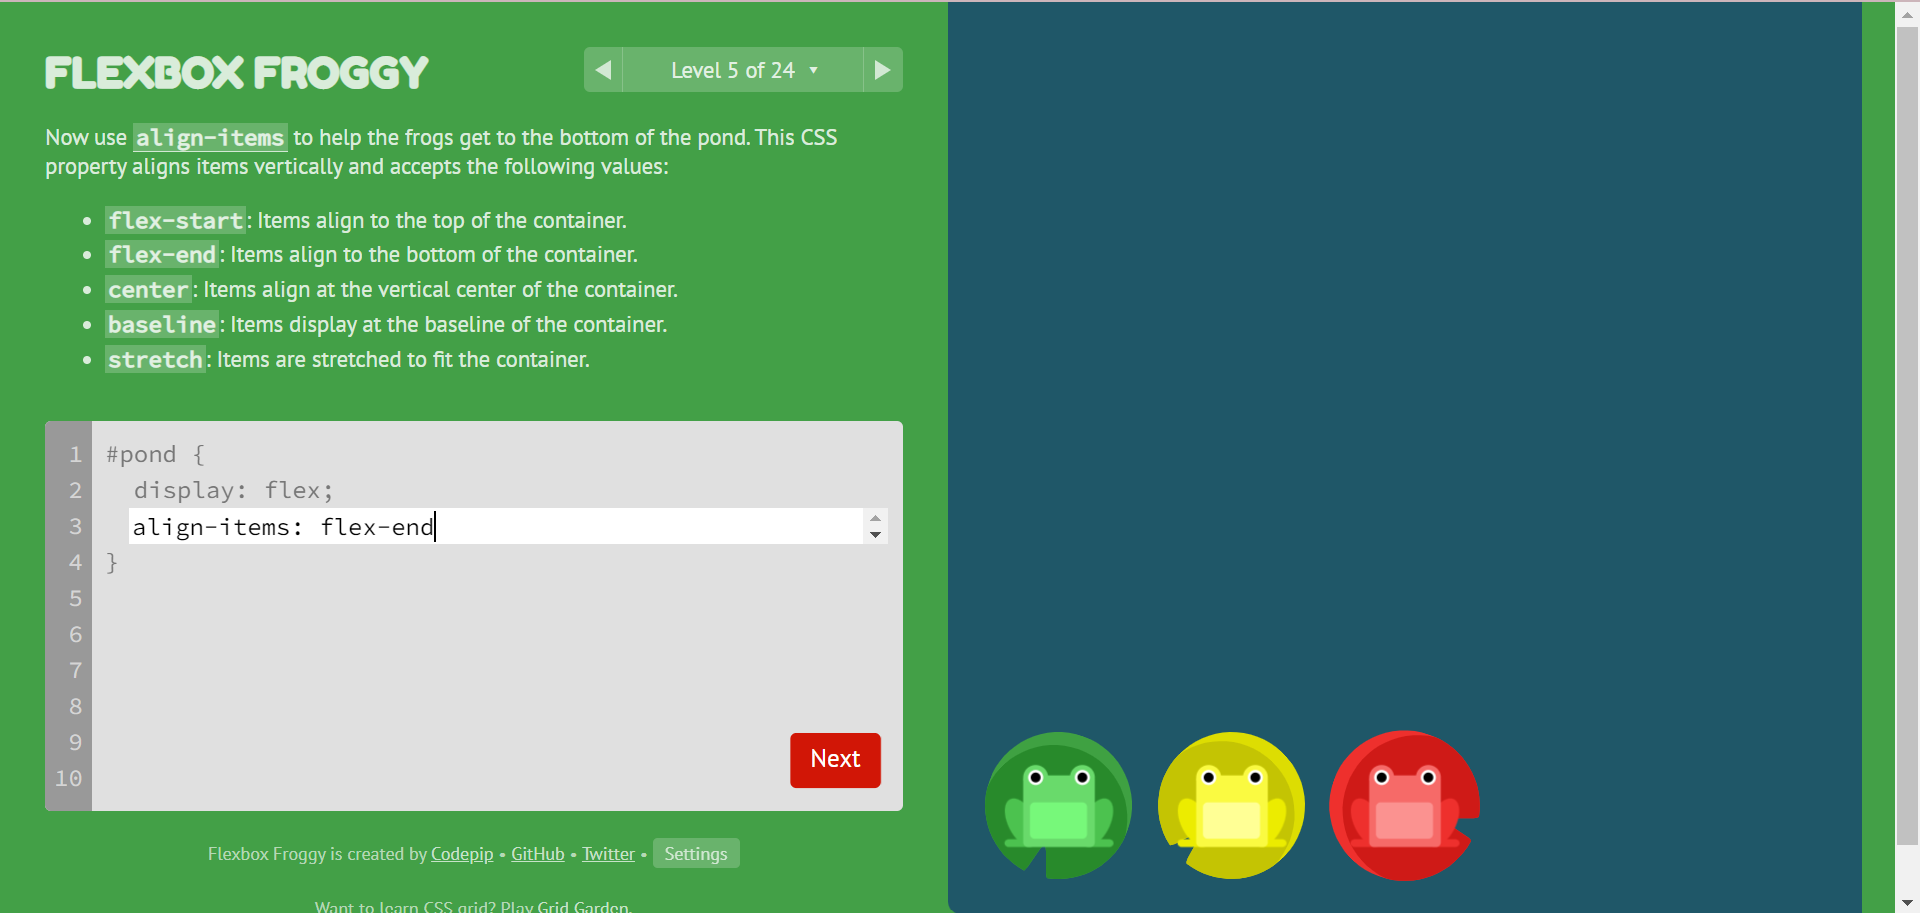 FLEXBOX FROGGY
Level 5 of 24
Now use align-items to help the frogs get to the bottom of the pond. This CSS
property aligns items vertically and accepts the following values:
• flex-start: Items align to the top of the container.
• flex-end: Items align to the bottom of the container.
• center: Items align at the vertical center of the container.
• baseline: Items display at the baseline of the container.
• stretch: Items are stretched to fit the container.
1 #pond {
2 display: flex;
3 align-items: flex-end
4 }
5
6
7
8
9
10
Next
Flexbox Froggy is created by Codepip • GitHub • Twitter • Settings
Want to learn CSS grid? Play Grid Garden.